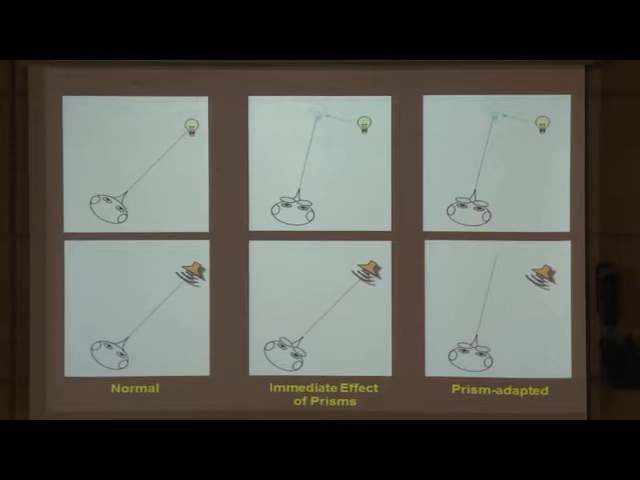 Normal
Immediate Effect
of Prisms
Prism-adapted